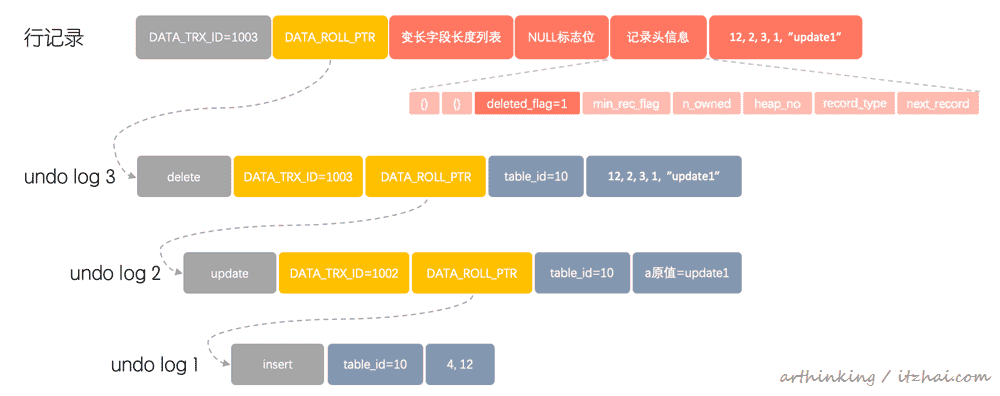 行记录 DATA_TRX_ID=1003 DATA_ROLL_PTR 变长字段长度列表 NULL标志位 记录头信息 12, 2, 3, 1, ”update1”
() () deleted_flag=1 min_rec_flag n_owned heap_no record_type next_record
undo log 3 delete DATA_TRX_ID=1003 DATA_ROLL_PTR table_id=10 12, 2, 3, 1, ”update1”
undo log 2 update DATA_TRX_ID=1002 DATA_ROLL_PTR table_id=10 a原值=update1
undo log 1 insert table_id=10 4, 12
arthinking / itzhai.com